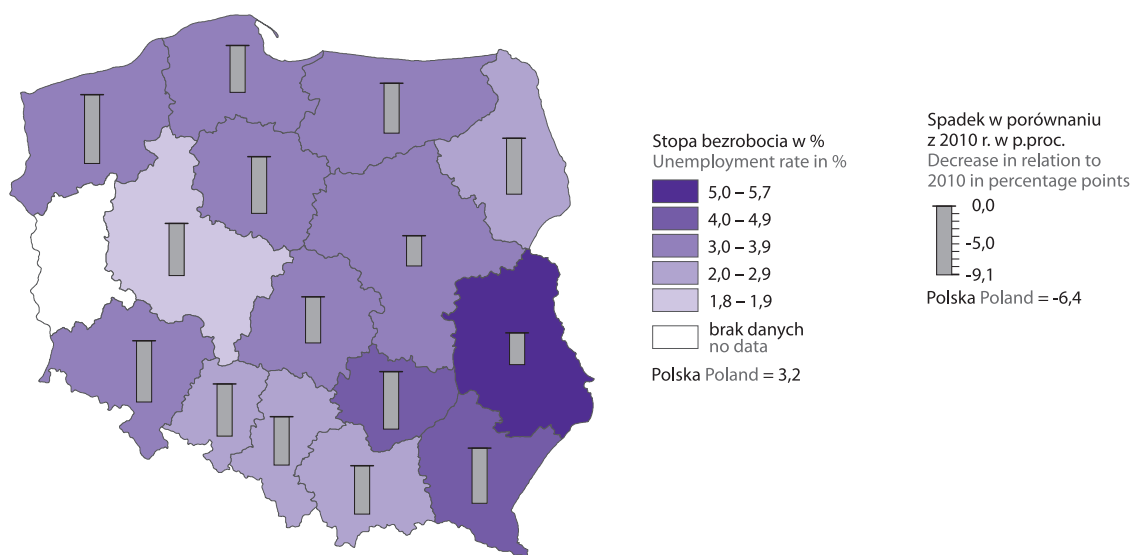 Stopa bezrobocia w %
Unemployment rate in %
5,0 – 5,7
4,0 – 4,9
3,0 – 3,9
2,0 – 2,9
1,8 – 1,9
brak danych
no data
Polska Poland = 3,2
Spadek w porównaniu
z 2010 r. w p.proc.
Decrease in relation to
2010 in percentage points
0,0
-5,0
-9,1
Polska Poland = -6,4